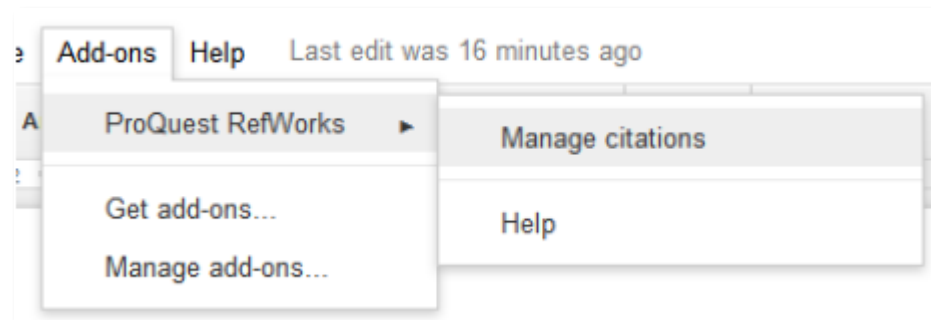 e Add-ons Help Last edit was 16 minutes ago
A ProQuest RefWorks ► Manage citations
2
Get add-ons... Help
Manage add-ons...